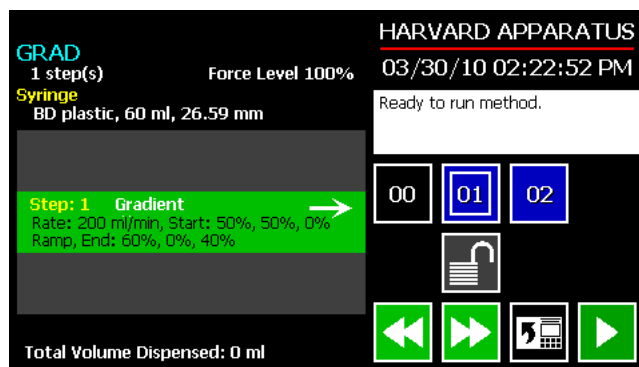 GRAD
1 step(s) Force Level 100%
Syringe
BD plastic, 60 ml, 26.59 mm
Step: 1 Gradient
Rate: 200 ml/min, Start: 50%, 50%, 0%
Ramp, End: 60%, 0%, 40%
Total Volume Dispensed: 0 ml
HARVARD APPARATUS
03/30/10 02:22:52 PM
Ready to run method.
00 01 02